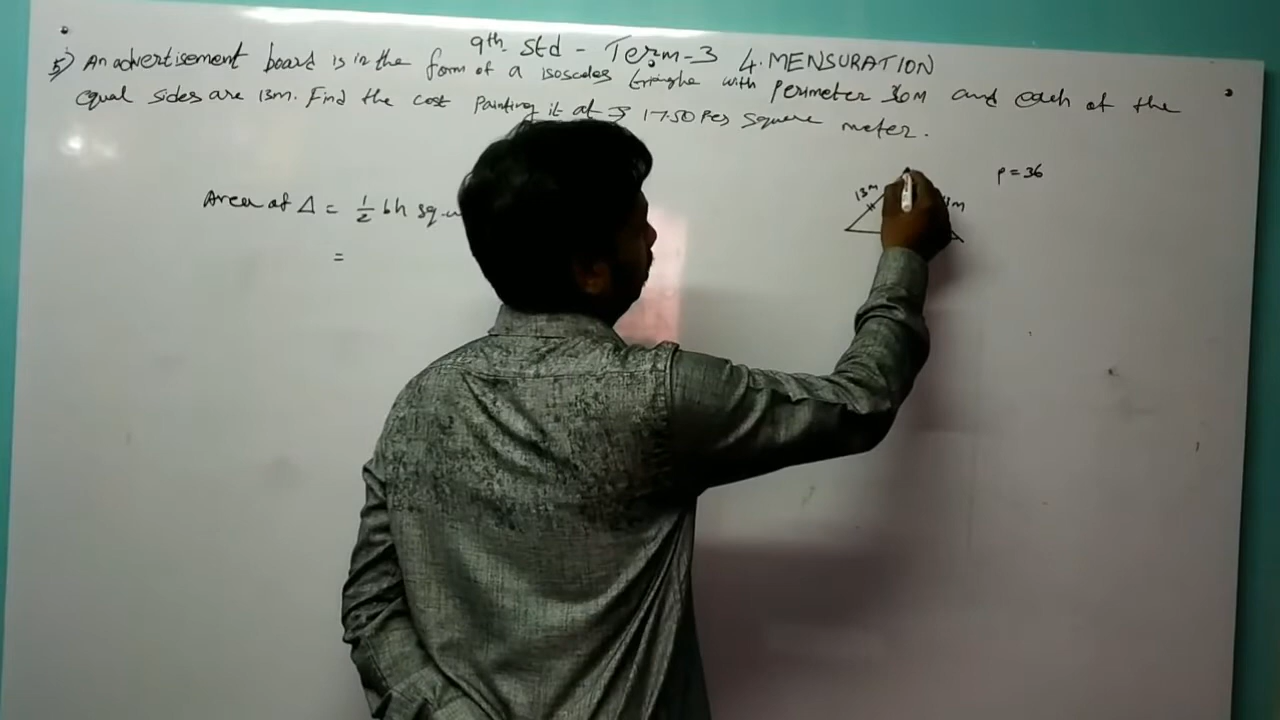 9th Std - Term-3 4. MENSURATION
5) An advertisement board is in the form of a isosceles triangle with Perimeter 36M and each of the
equal sides are 13m. Find the cost Painting it at ₹ 17.50 Per square meter.
P = 36
13m
Area of Δ = 1/2 bh sq.
=